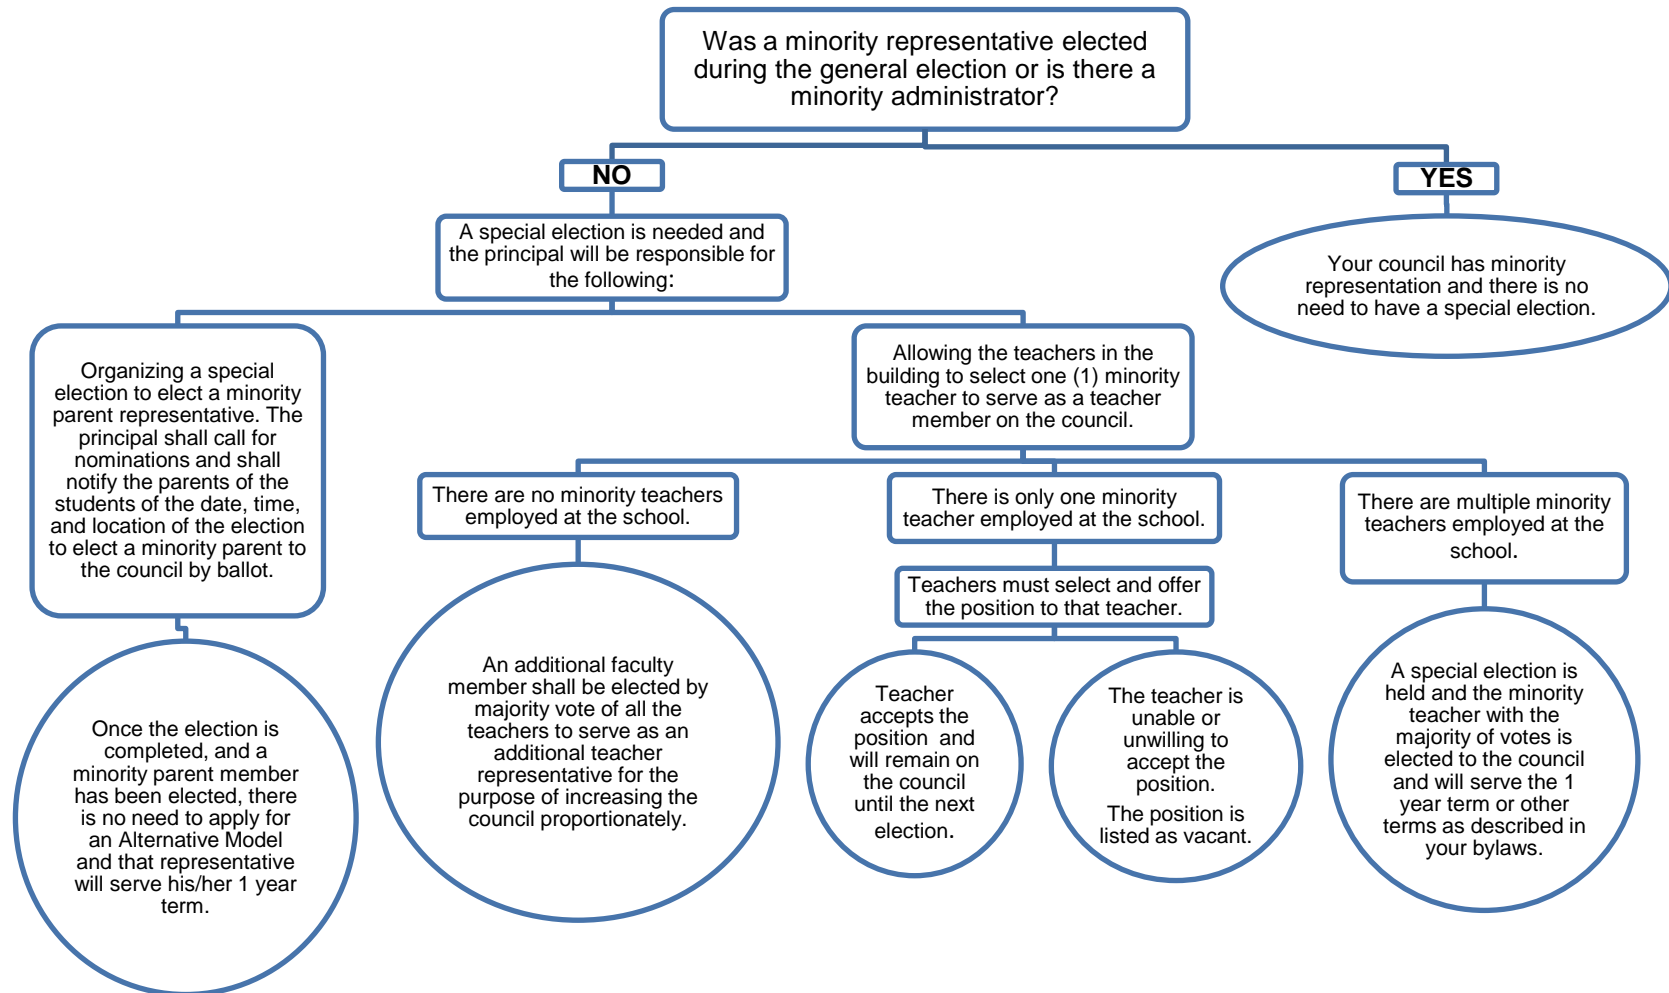 Was a minority representative elected
during the general election or is there a
minority administrator?
NO
YES
A special election is needed and
the principal will be responsible for
the following:
Your council has minority
representation and there is no
need to have a special election.
Organizing a special
election to elect a minority
parent representative. The
principal shall call for
nominations and shall
notify the parents of the
students of the date, time,
and location of the election
to elect a minority parent to
the council by ballot.
Allowing the teachers in the
building to select one (1) minority
teacher to serve as a teacher
member on the council.
There are no minority teachers
employed at the school.
There is only one minority
teacher employed at the school.
There are multiple minority
teachers employed at the
school.
Teachers must select and offer
the position to that teacher.
Once the election is
completed, and a
minority parent member
has been elected, there
is no need to apply for
an Alternative Model
and that representative
will serve his/her 1 year
term.
An additional faculty
member shall be elected by
majority vote of all the
teachers to serve as an
additional teacher
representative for the
purpose of increasing the
council proportionately.
Teacher
accepts the
position and
will remain on
the council
until the next
election.
The teacher is
unable or
unwilling to
accept the
position.
The position is
listed as vacant.
A special election is
held and the minority
teacher with the
majority of votes is
elected to the council
and will serve the 1
year term or other
terms as described in
your bylaws.